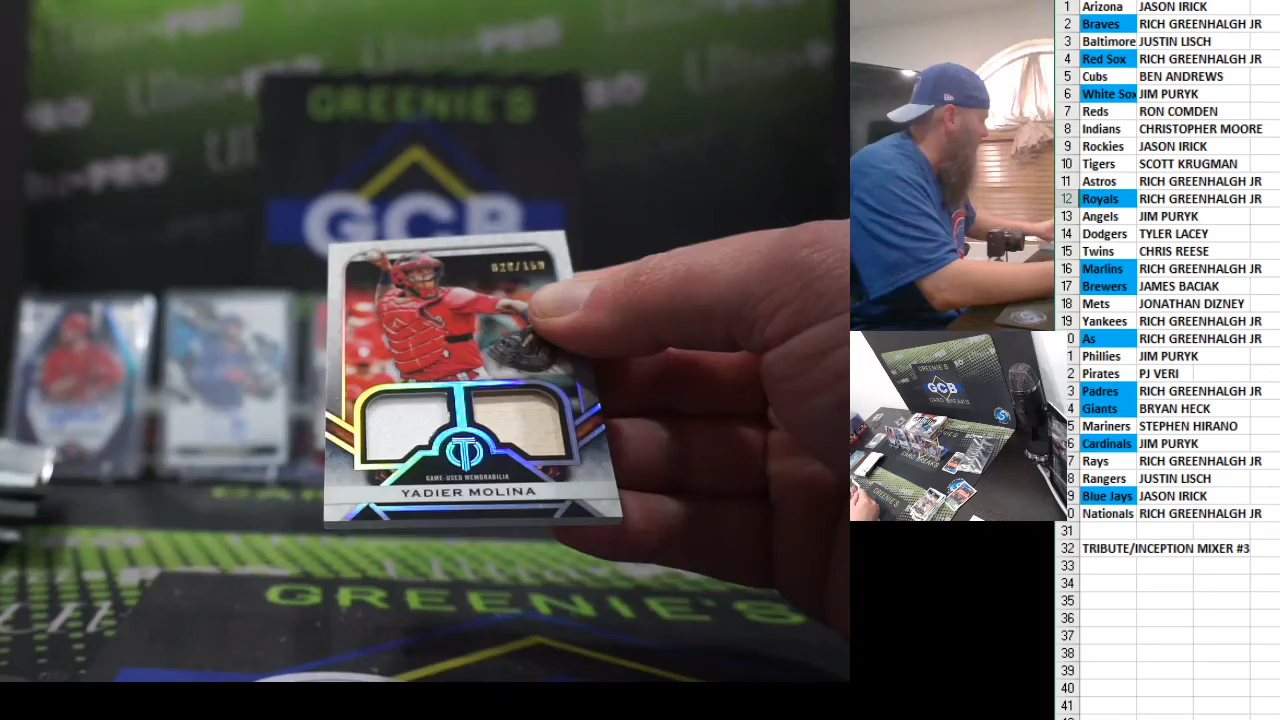 GREENIE'S
GCB
PRO
PRO
PRO
GAME-USED MEMORABILIA
YADIER MOLINA
GREENIE'S
GREENIE'S
GCB
CARD BREAKS
1 Arizona JASON IRICK
2 Braves RICH GREENHALGH JR
3 Baltimore JUSTIN LISCH
4 Red Sox RICH GREENHALGH JR
5 Cubs BEN ANDREWS
6 White Sox JIM PURYK
7 Reds RON COMDEN
8 Indians CHRISTOPHER MOORE
9 Rockies JASON IRICK
10 Tigers SCOTT KRUGMAN
11 Astros RICH GREENHALGH JR
12 Royals RICH GREENHALGH JR
13 Angels JIM PURYK
14 Dodgers TYLER LACEY
15 Twins CHRIS REESE
16 Marlins RICH GREENHALGH JR
17 Brewers JAMES BACIAK
18 Mets JONATHAN DIZNEY
19 Yankees RICH GREENHALGH JR
0 As RICH GREENHALGH JR
1 Phillies JIM PURYK
2 Pirates PJ VERI
3 Padres RICH GREENHALGH JR
4 Giants BRYAN HECK
5 Mariners STEPHEN HIRANO
6 Cardinals JIM PURYK
7 Rays RICH GREENHALGH JR
8 Rangers JUSTIN LISCH
9 Blue Jays JASON IRICK
0 Nationals RICH GREENHALGH JR
31
32 TRIBUTE/INCEPTION MIXER #3
33
34
35
36
37
38
39
40
41